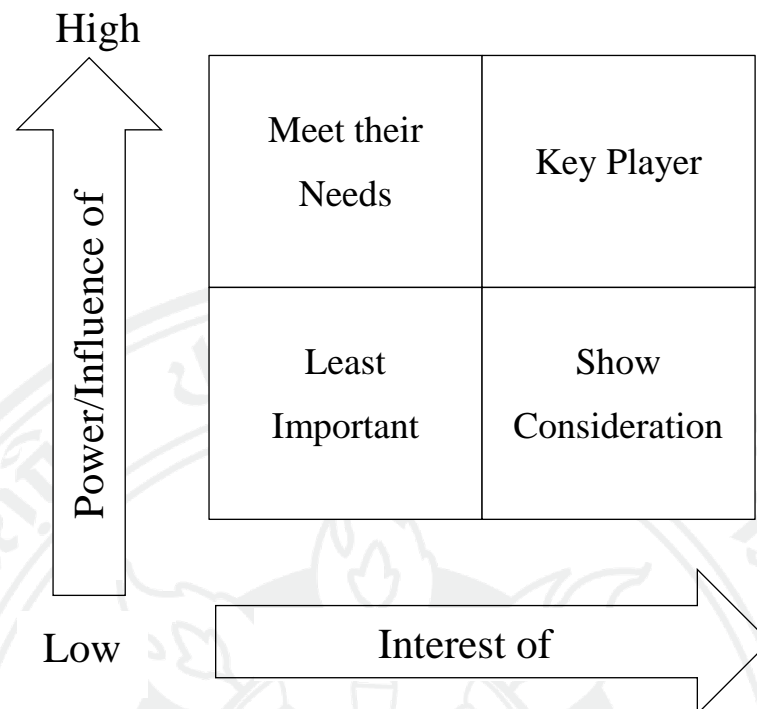 High
Meet their
Needs
Key Player
Power/Influence of
Least
Important
Show
Consideration
Low
Interest of